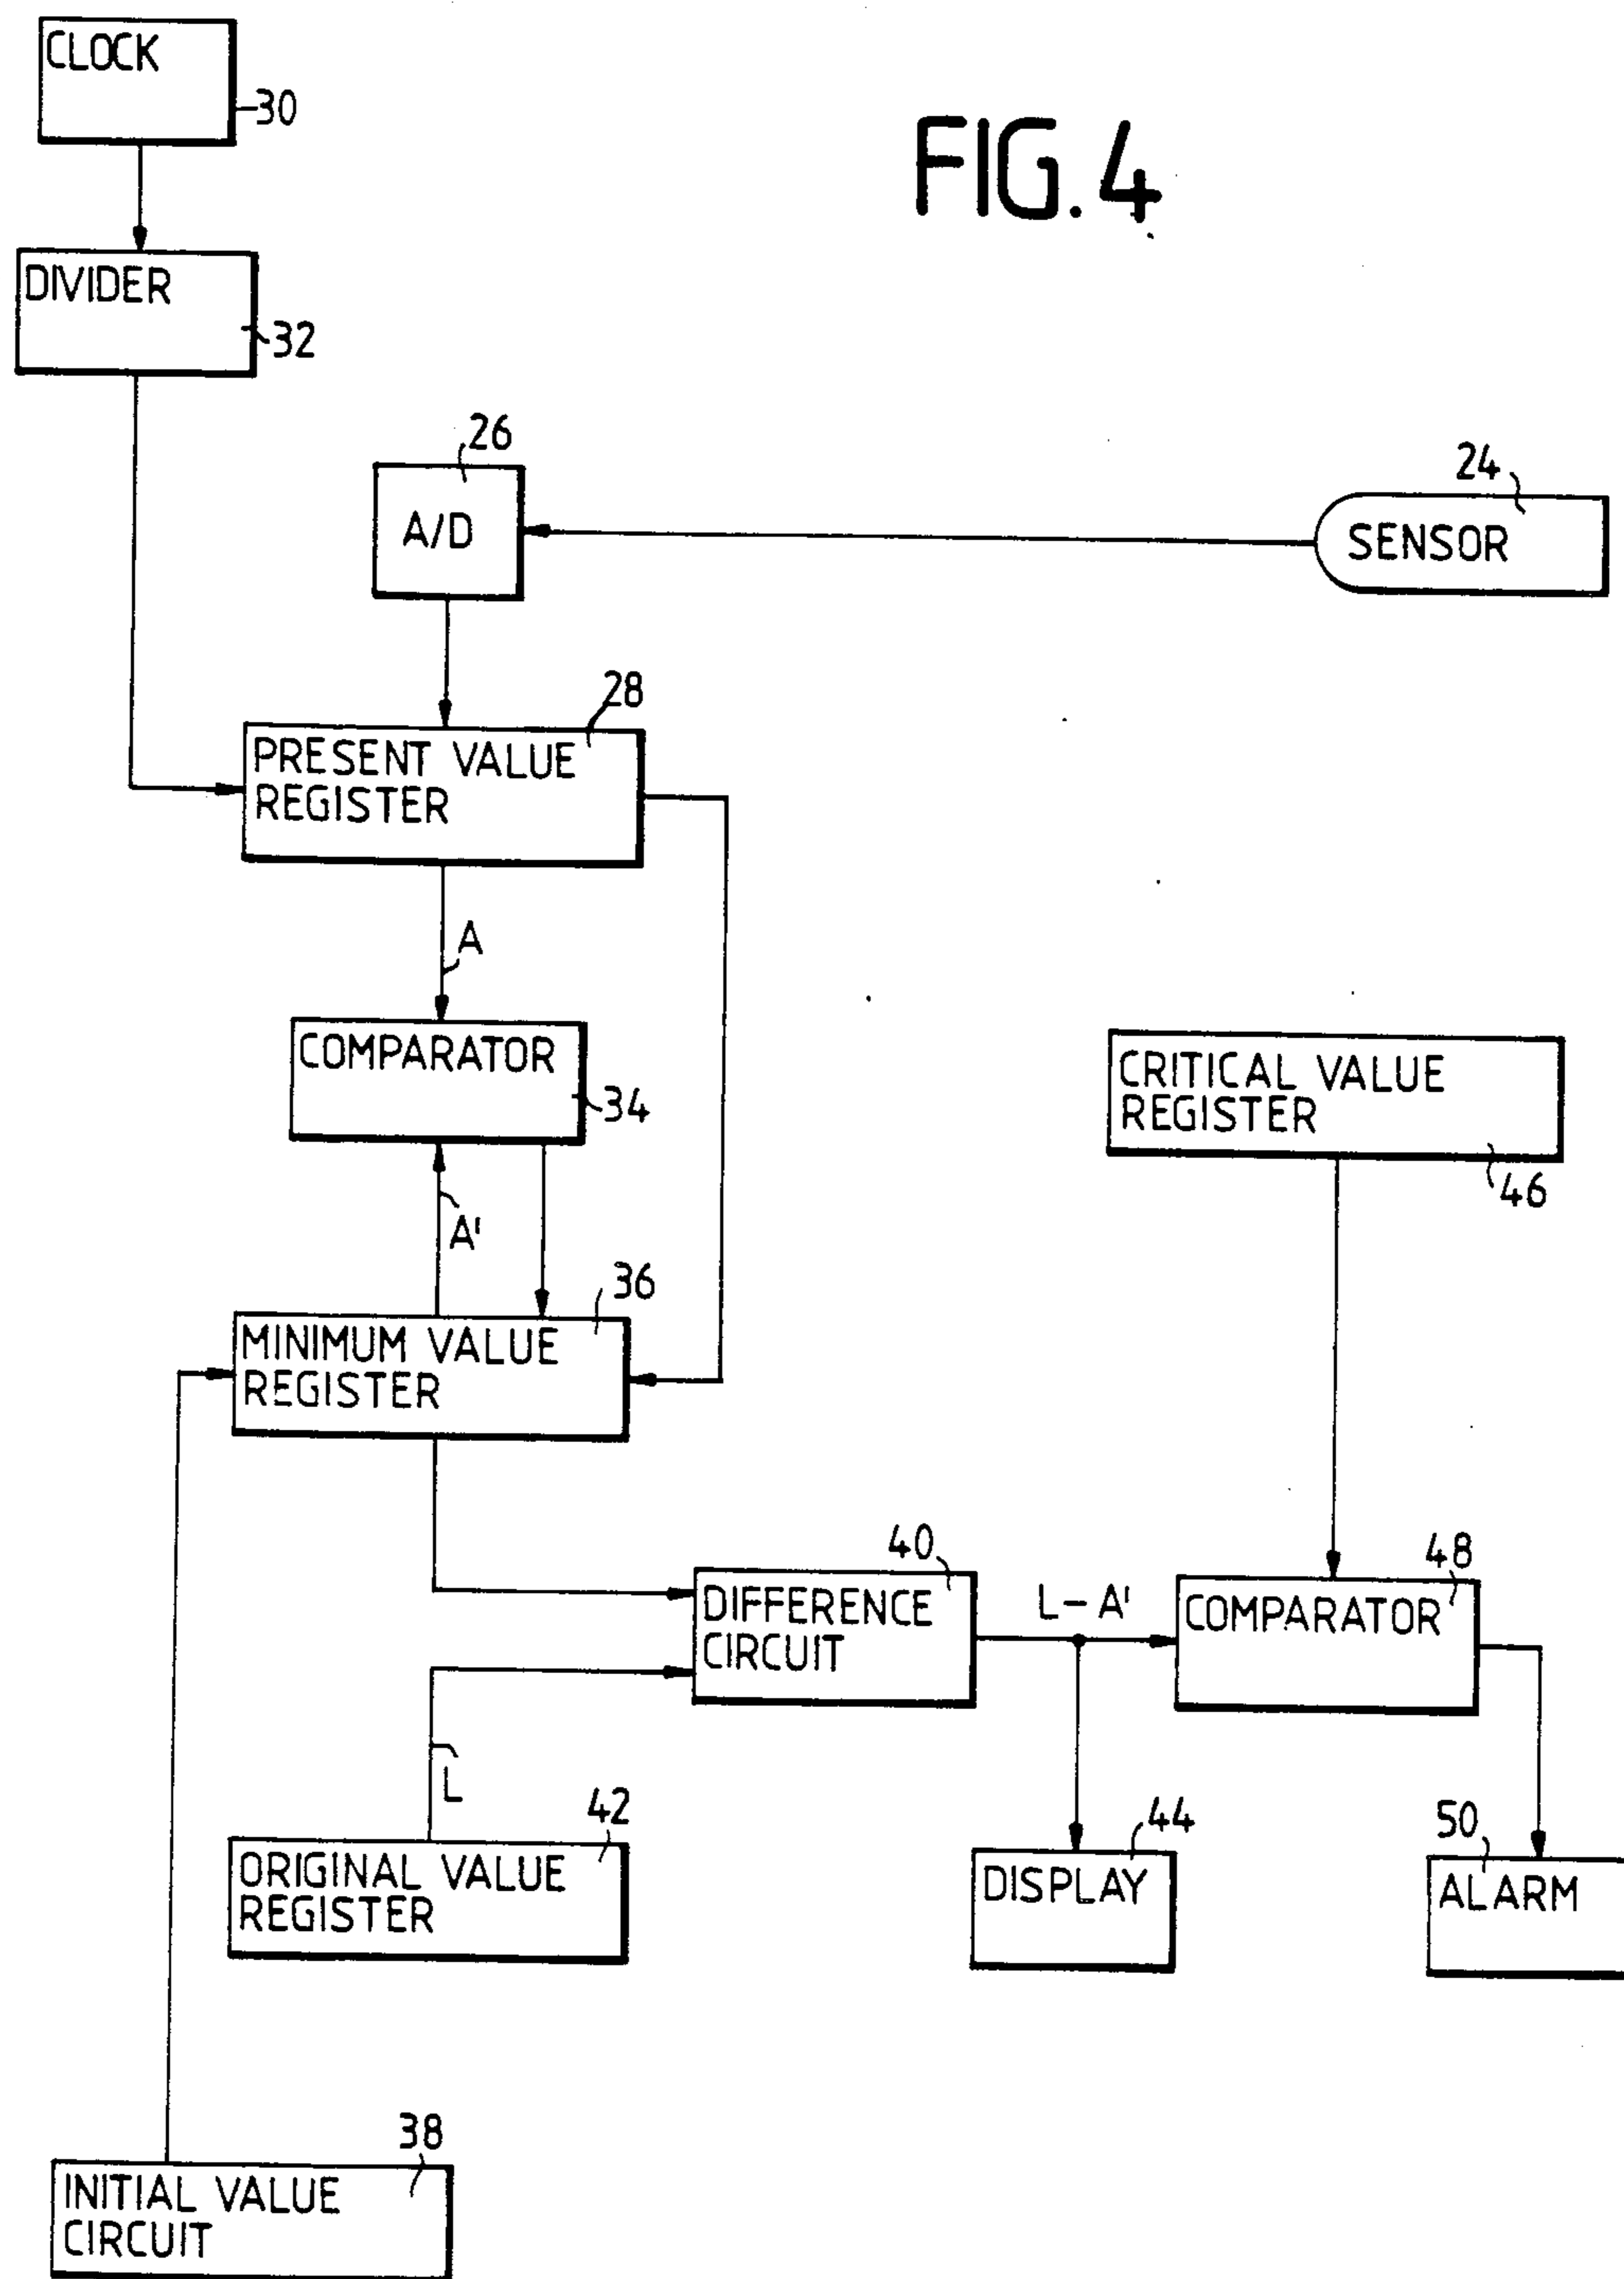 CLOCK
30
FIG. 4
DIVIDER
32
26
A/D
24
SENSOR
28
PRESENT VALUE
REGISTER
A
COMPARATOR
34
CRITICAL VALUE
REGISTER
46
A'
36
MINIMUM VALUE
REGISTER
40
DIFFERENCE
CIRCUIT
L-A'
48
COMPARATOR
L
42
ORIGINAL VALUE
REGISTER
44
DISPLAY
50
ALARM
38
INITIAL VALUE
CIRCUIT